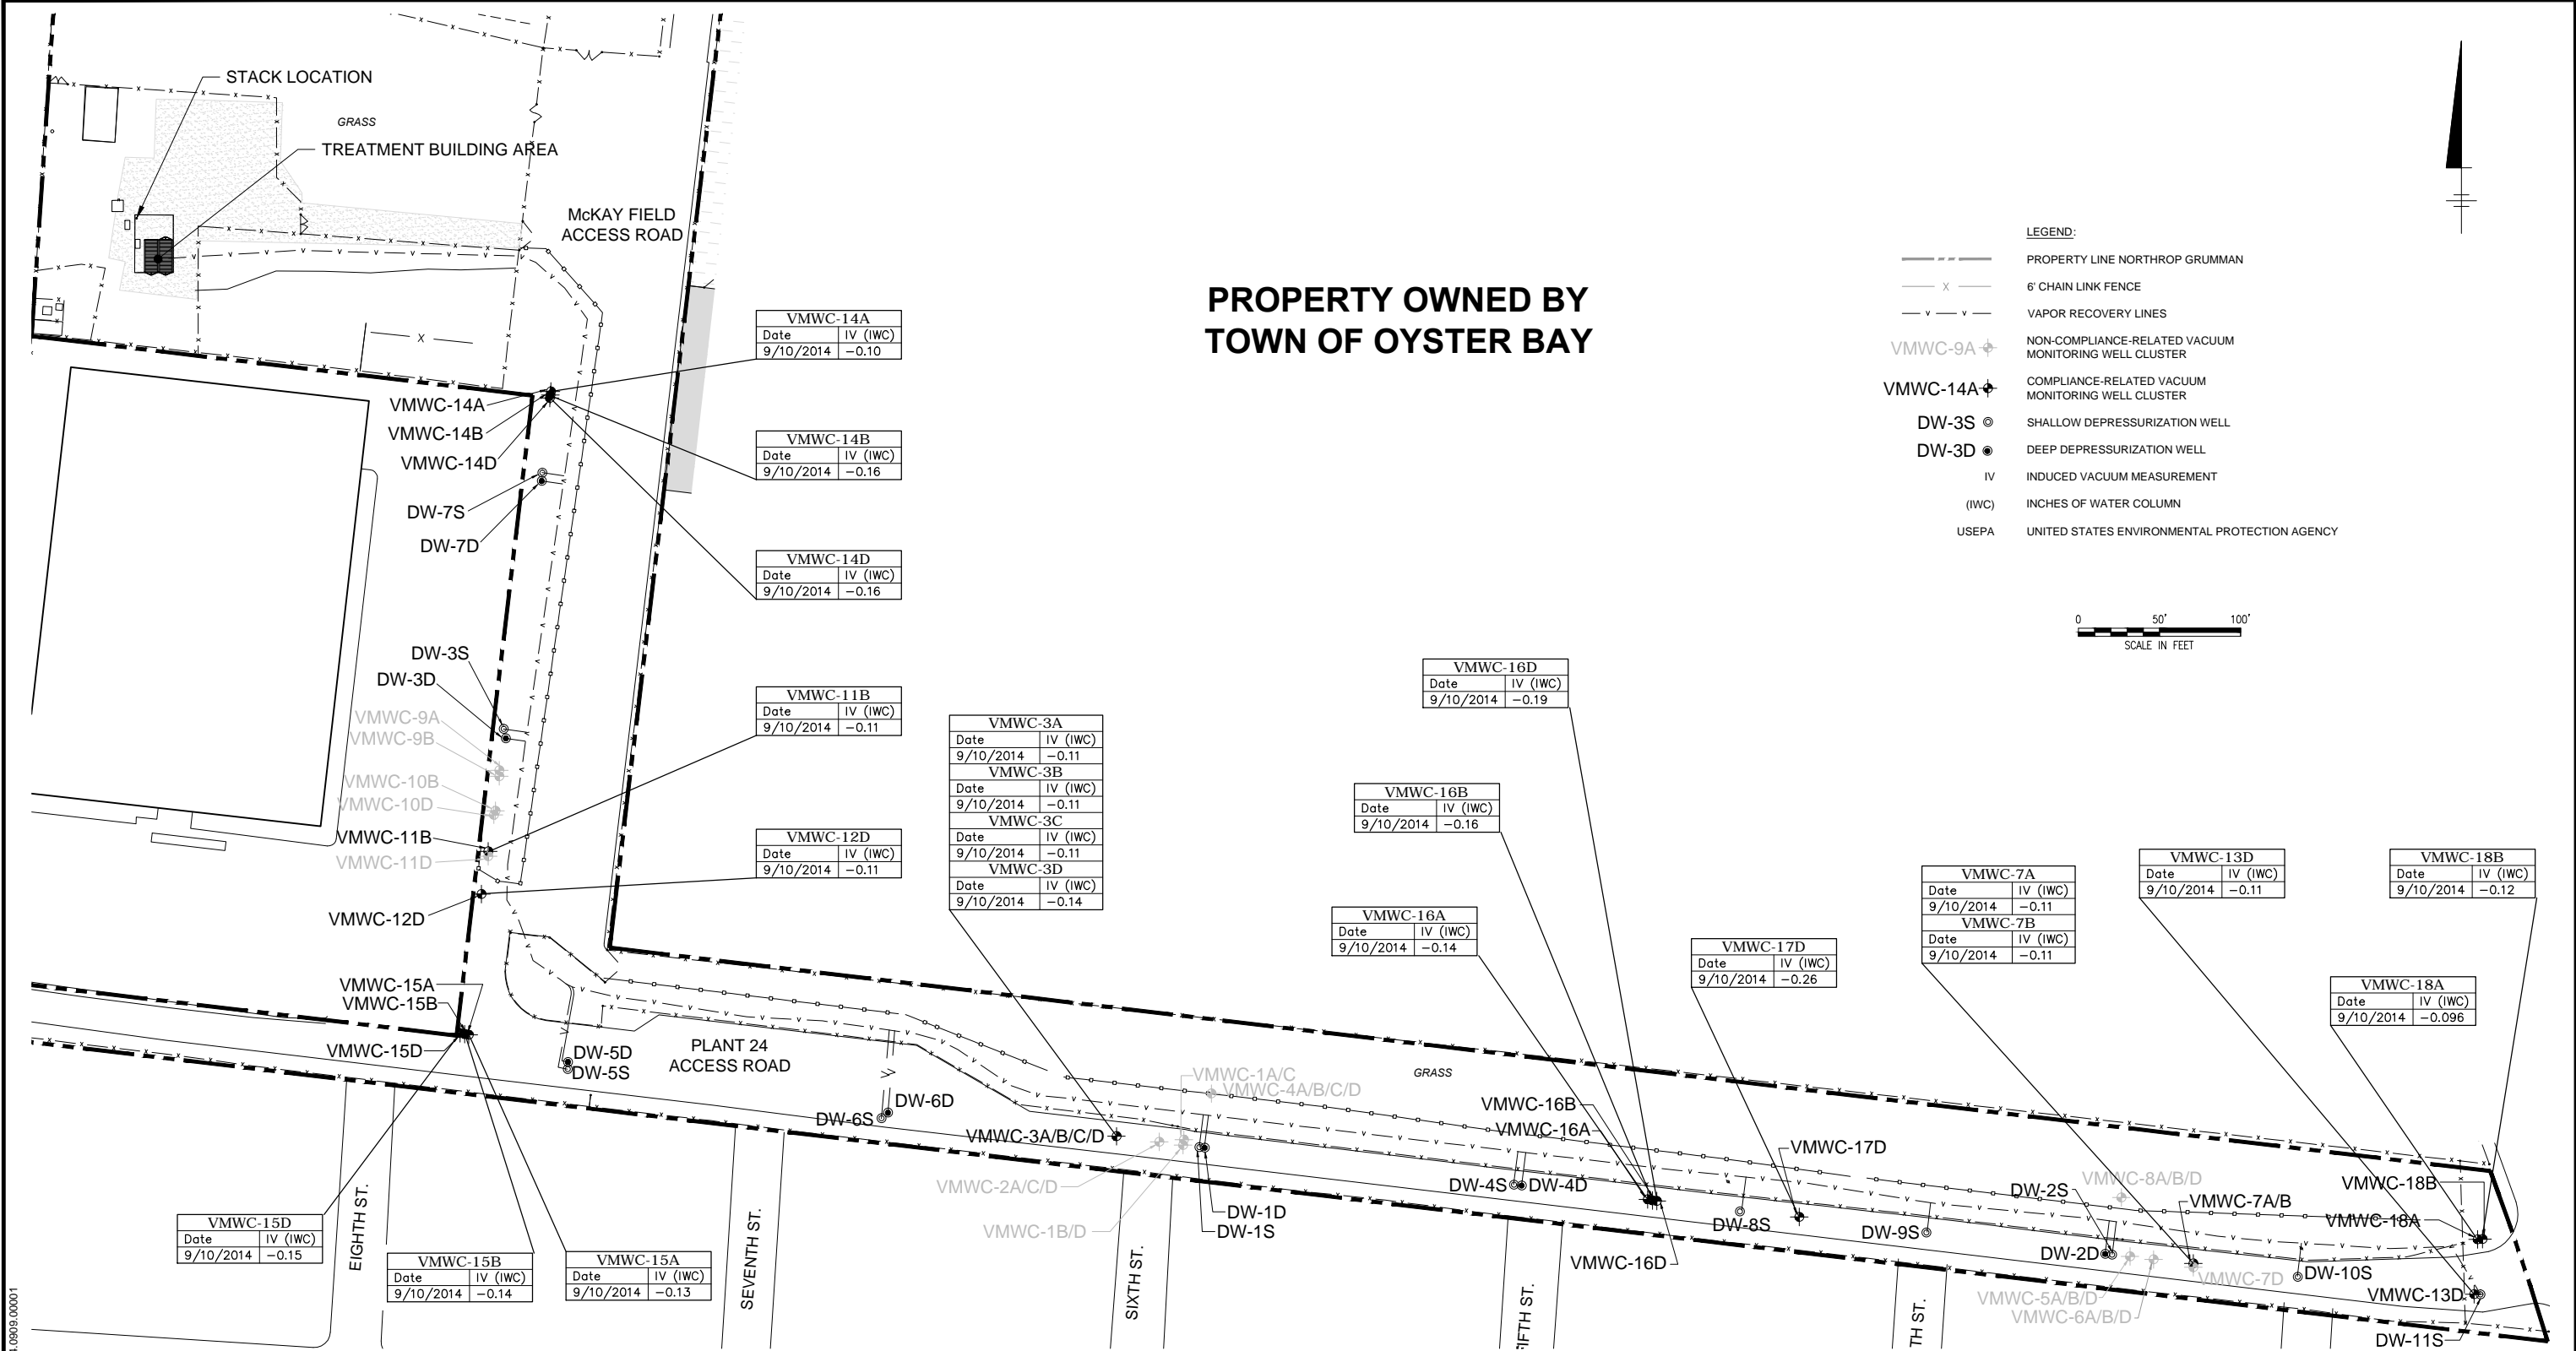 STACK LOCATION
GRASS
TREATMENT BUILDING AREA
McKAY FIELD
ACCESS ROAD
PROPERTY OWNED BY
TOWN OF OYSTER BAY
LEGEND:
PROPERTY LINE NORTHROP GRUMMAN
X 6' CHAIN LINK FENCE
V V VAPOR RECOVERY LINES
VMWC-9A NON-COMPLIANCE-RELATED VACUUM
MONITORING WELL CLUSTER
VMWC-14A COMPLIANCE-RELATED VACUUM
MONITORING WELL CLUSTER
DW-3S SHALLOW DEPRESSURIZATION WELL
DW-3D DEEP DEPRESSURIZATION WELL
IV INDUCED VACUUM MEASUREMENT
(IWC) INCHES OF WATER COLUMN
USEPA UNITED STATES ENVIRONMENTAL PROTECTION AGENCY
0 50' 100'
SCALE IN FEET
VMWC-14A
Date IV (IWC)
9/10/2014 -0.10
VMWC-14B
Date IV (IWC)
9/10/2014 -0.16
VMWC-14D
Date IV (IWC)
9/10/2014 -0.16
VMWC-11B
Date IV (IWC)
9/10/2014 -0.11
VMWC-12D
Date IV (IWC)
9/10/2014 -0.11
VMWC-14A
VMWC-14B
VMWC-14D
DW-7S
DW-7D
DW-3S
DW-3D
VMWC-9A
VMWC-9B
VMWC-10B
VMWC-10D
VMWC-11B
VMWC-11D
VMWC-12D
VMWC-15A
VMWC-15B
VMWC-15D
VMWC-3A
Date IV (IWC)
9/10/2014 -0.11
VMWC-3B
Date IV (IWC)
9/10/2014 -0.11
VMWC-3C
Date IV (IWC)
9/10/2014 -0.11
VMWC-3D
Date IV (IWC)
9/10/2014 -0.14
VMWC-16D
Date IV (IWC)
9/10/2014 -0.19
VMWC-16B
Date IV (IWC)
9/10/2014 -0.16
VMWC-16A
Date IV (IWC)
9/10/2014 -0.14
VMWC-17D
Date IV (IWC)
9/10/2014 -0.26
VMWC-7A
Date IV (IWC)
9/10/2014 -0.11
VMWC-7B
Date IV (IWC)
9/10/2014 -0.11
VMWC-13D
Date IV (IWC)
9/10/2014 -0.11
VMWC-18B
Date IV (IWC)
9/10/2014 -0.12
VMWC-18A
Date IV (IWC)
9/10/2014 -0.096
DW-5D
DW-5S
PLANT 24
ACCESS ROAD
DW-6D
DW-6S
VMWC-3A/B/C/D
VMWC-1A/C
VMWC-4A/B/C/D
VMWC-2A/C/D
VMWC-1B/D
DW-1D
DW-1S
GRASS
VMWC-16B
VMWC-16A
DW-4S
DW-4D
VMWC-16D
VMWC-17D
DW-8S
DW-9S
DW-2S
DW-2D
VMWC-8A/B/D
VMWC-7A/B
VMWC-7D
VMWC-5A/B/D
VMWC-6A/B/D
VMWC-18B
VMWC-18A
DW-10S
VMWC-13D
DW-11S
VMWC-15D
Date IV (IWC)
9/10/2014 -0.15
VMWC-15B
Date IV (IWC)
9/10/2014 -0.14
VMWC-15A
Date IV (IWC)
9/10/2014 -0.13
EIGHTH ST.
SEVENTH ST.
SIXTH ST.
IFTH ST.
TH ST.
.0909.00001